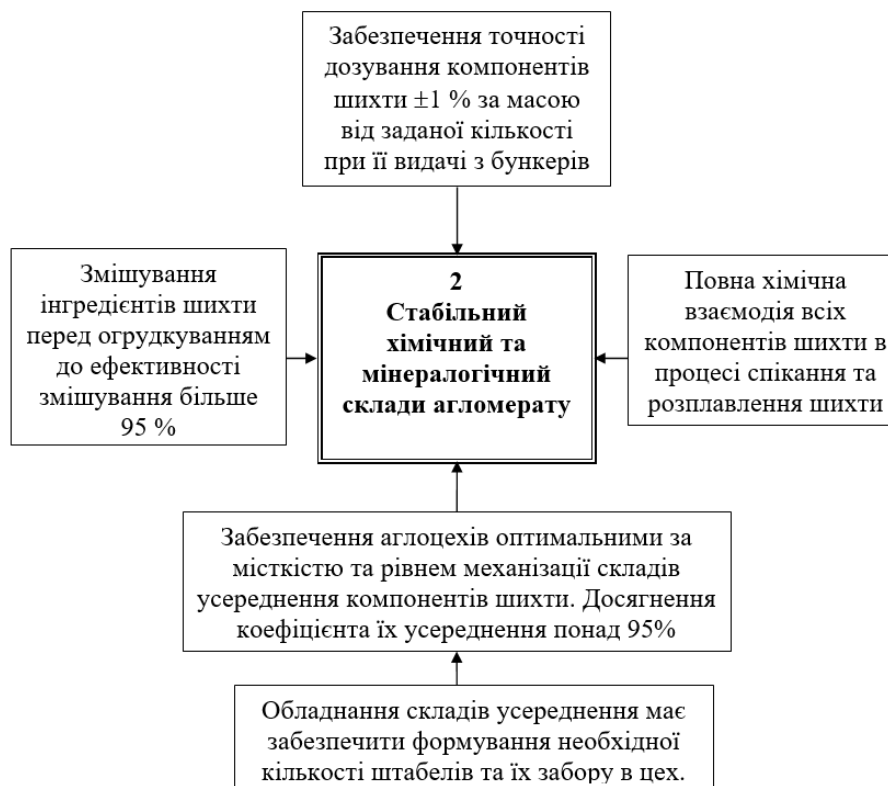 Забезпечення точності
дозування компонентів
шихти ±1 % за масою
від заданої кількості
при її видачі з бункерів
Змішування
інгредієнтів шихти
перед огрудкуванням
до ефективності
змішування більше
95 %
2
Стабільний
хімічний та
мінералогічний
склади агломерату
Повна хімічна
взаємодія всіх
компонентів шихти в
процесі спікання та
розплавлення шихти
Забезпечення аглоцехів оптимальними за
місткістю та рівнем механізації складів
усереднення компонентів шихти. Досягнення
коефіцієнта їх усереднення понад 95%
Обладнання складів усереднення має
забезпечити формування необхідної
кількості штабелів та їх забору в цех.